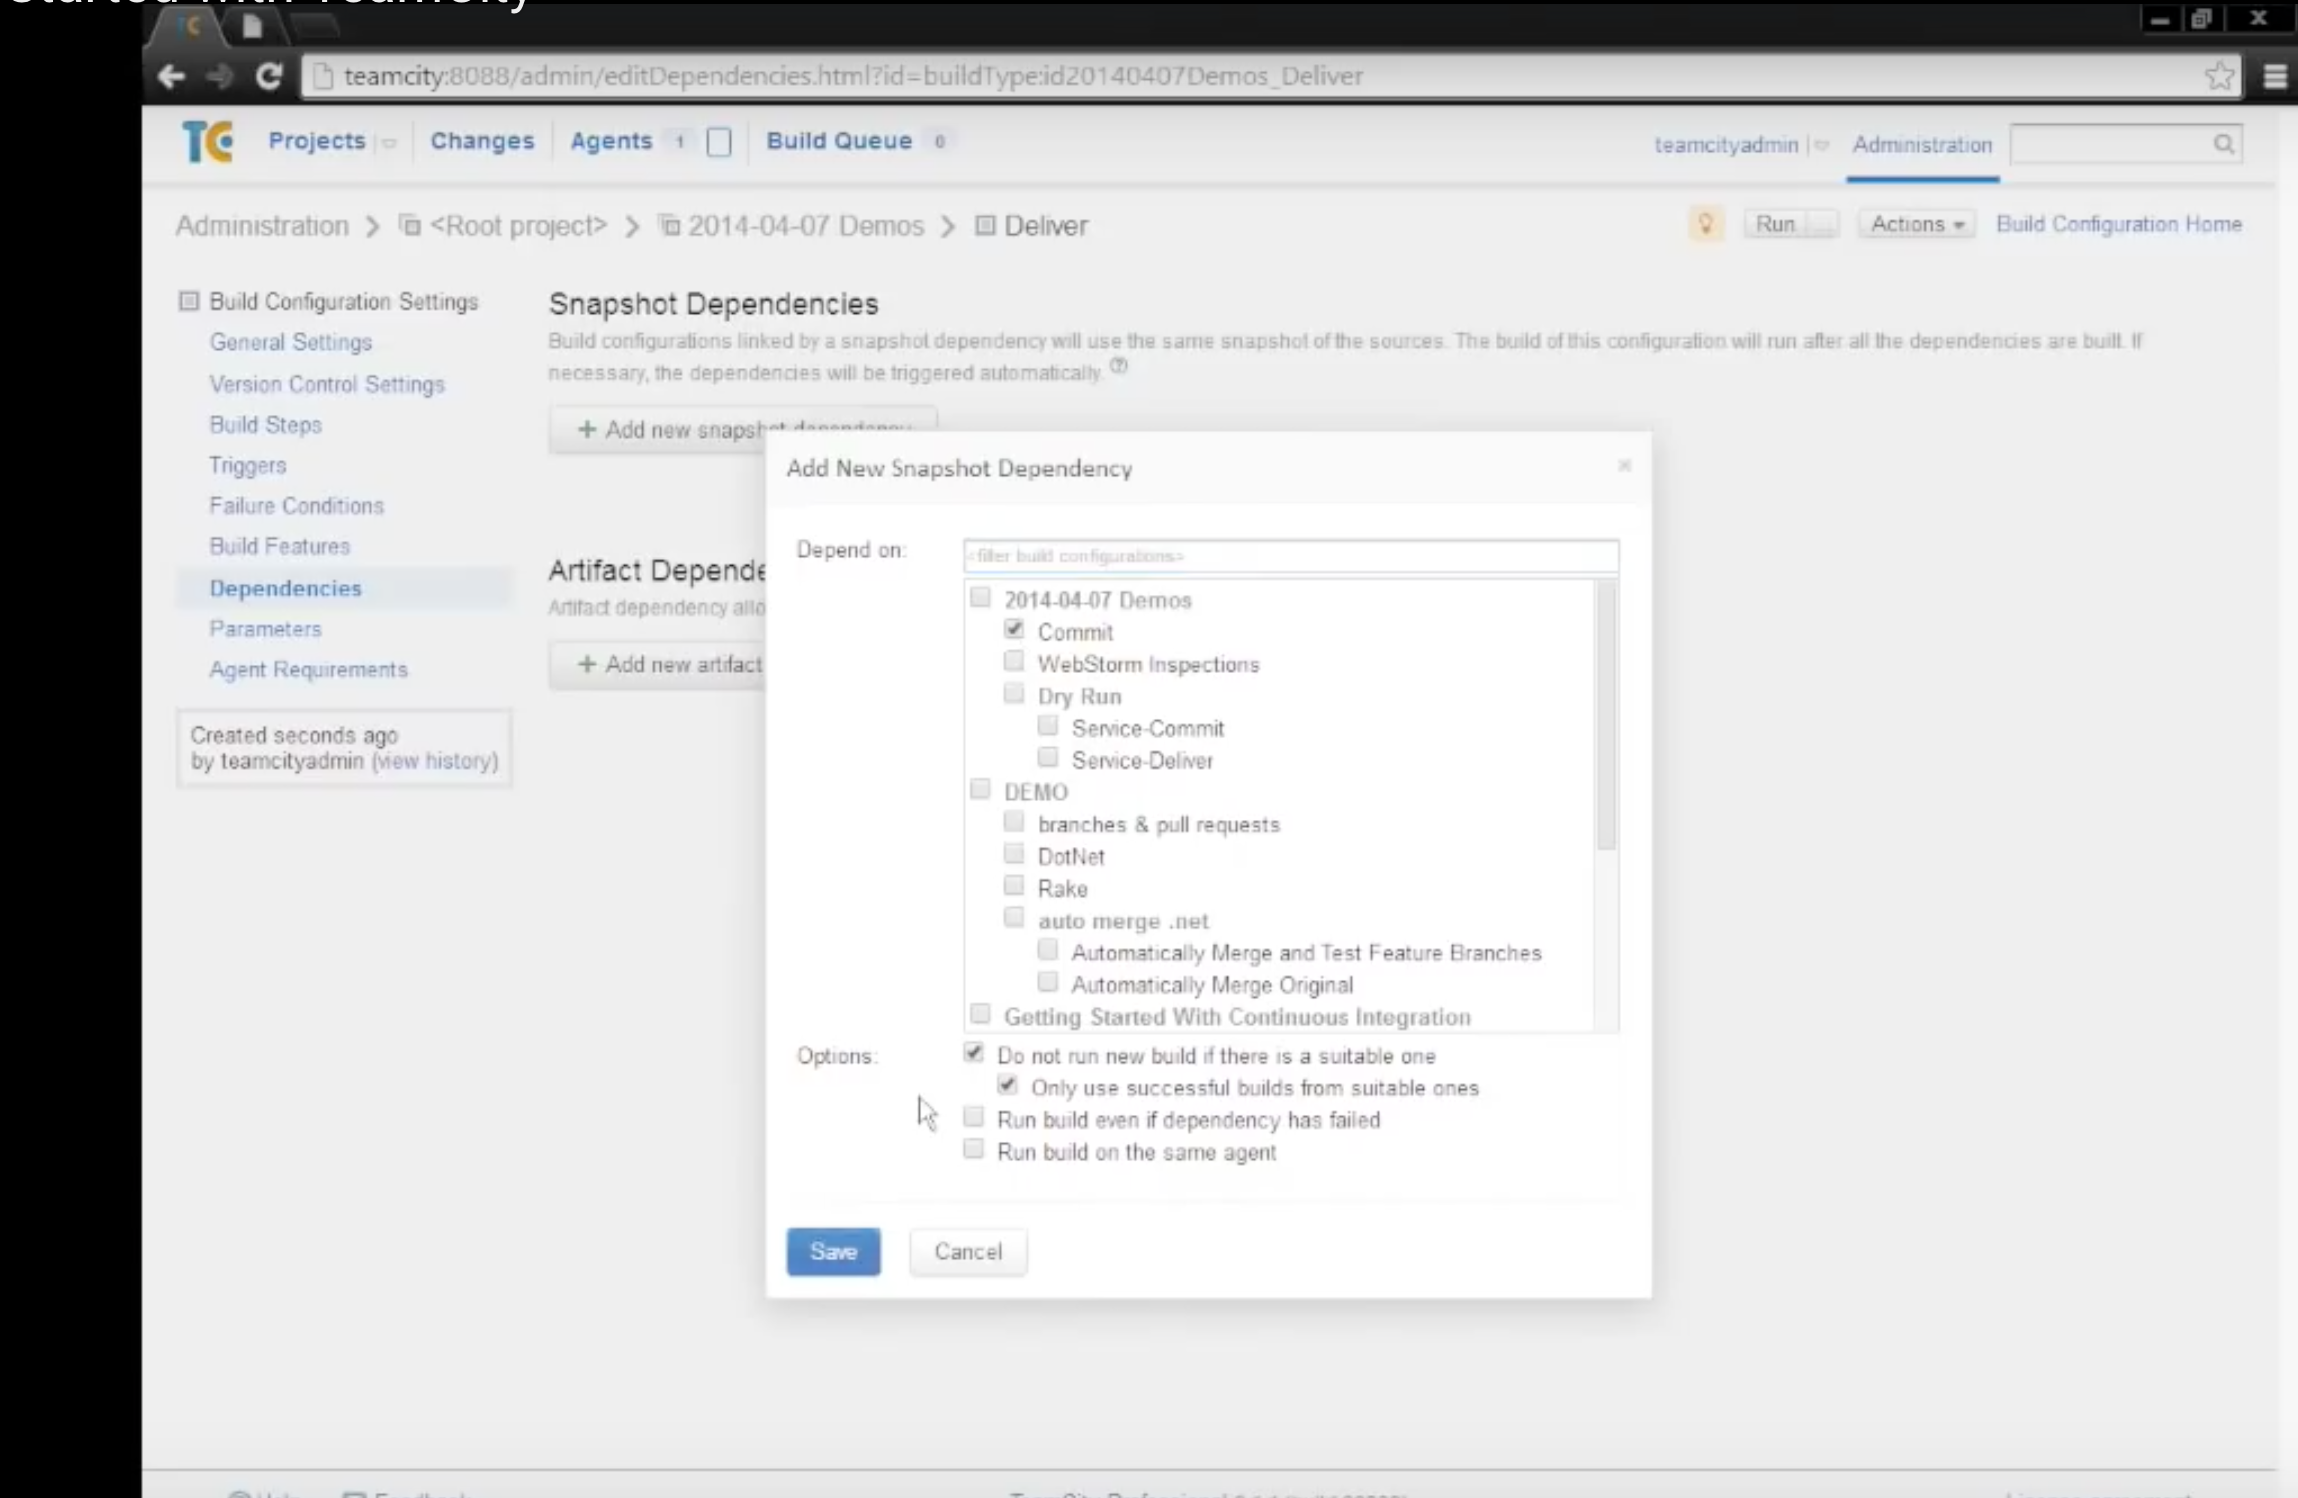 teamcity:8088/admin/editDependencies.html?id=buildType:id20140407Demos_Deliver
TC Projects Changes Agents 1 Build Queue 0 teamcityadmin Administration
Administration > <Root project> > 2014-04-07 Demos > Deliver Run ... Actions Build Configuration Home
Build Configuration Settings
General Settings
Version Control Settings
Build Steps
Triggers
Failure Conditions
Build Features
Dependencies
Parameters
Agent Requirements
Created seconds ago
by teamcityadmin (view history)
Snapshot Dependencies
Build configurations linked by a snapshot dependency will use the same snapshot of the sources. The build of this configuration will run after all the dependencies are built. If
necessary, the dependencies will be triggered automatically.
+ Add new snapshot dependency
Artifact Depende
Artifact dependency allo
+ Add new artifact
Add New Snapshot Dependency
Depend on:
<filter build configurations>
2014-04-07 Demos
Commit
WebStorm Inspections
Dry Run
Service-Commit
Service-Deliver
DEMO
branches & pull requests
DotNet
Rake
auto merge .net
Automatically Merge and Test Feature Branches
Automatically Merge Original
Getting Started With Continuous Integration
Options:
Do not run new build if there is a suitable one
Only use successful builds from suitable ones
Run build even if dependency has failed
Run build on the same agent
Save Cancel